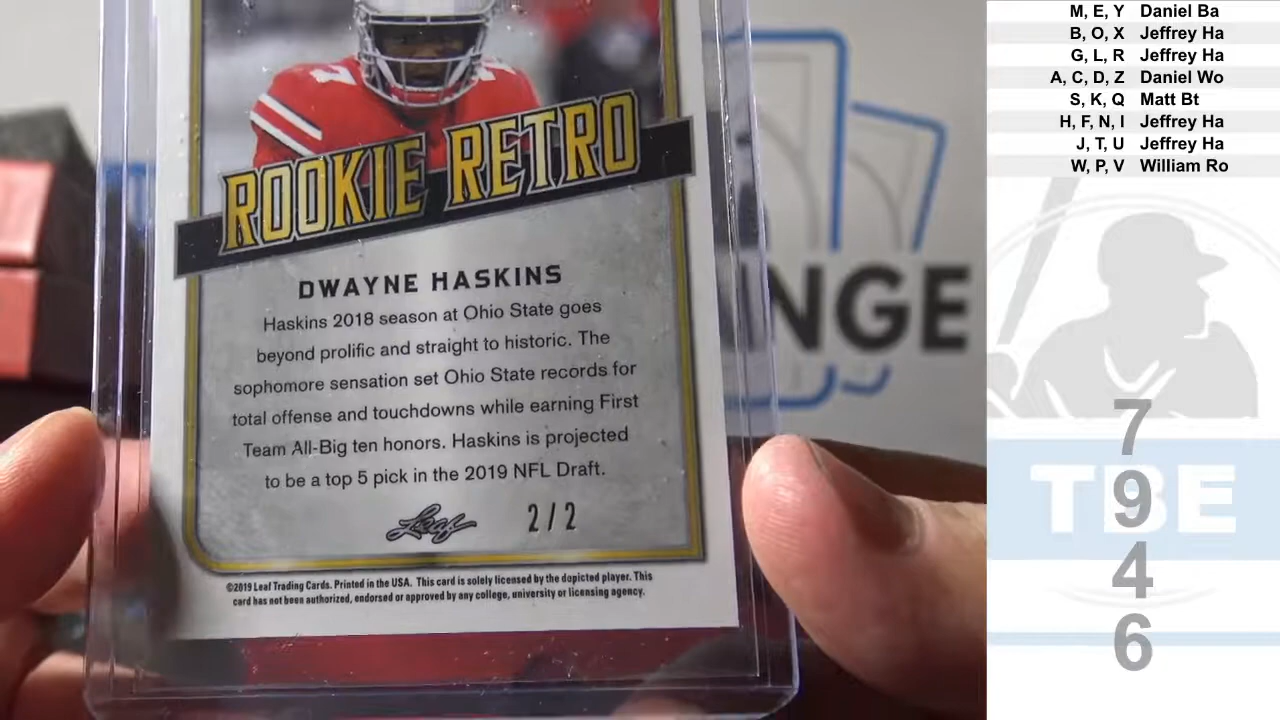 ROOKIE RETRO
DWAYNE HASKINS
Haskins 2018 season at Ohio State goes
beyond prolific and straight to historic. The
sophomore sensation set Ohio State records for
total offense and touchdowns while earning First
Team All-Big ten honors. Haskins is projected
to be a top 5 pick in the 2019 NFL Draft.
Leaf 2/2
©2019 Leaf Trading Cards. Printed in the USA. This card is solely licensed by the depicted player. This
card has not been authorized, endorsed or approved by any college, university or licensing agency.
NGE
M, E, Y Daniel Ba
B, O, X Jeffrey Ha
G, L, R Jeffrey Ha
A, C, D, Z Daniel Wo
S, K, Q Matt Bt
H, F, N, I Jeffrey Ha
J, T, U Jeffrey Ha
W, P, V William Ro
TBE
7
9
4
6